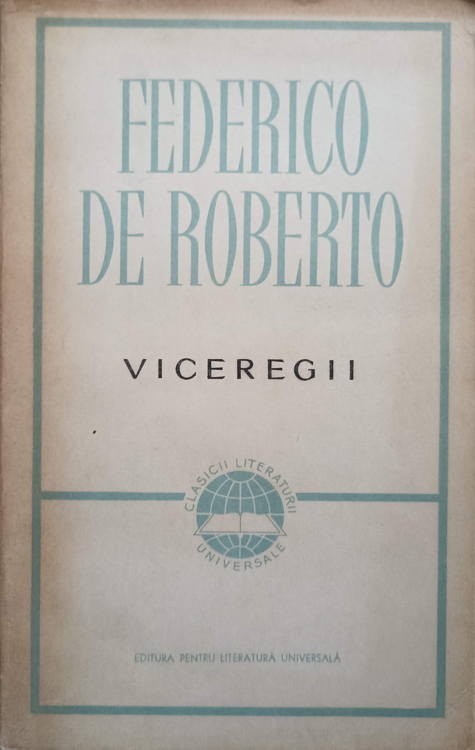 FEDERICO
DE ROBERTO
VICEREGII
CLASICII LITERATURII
UNIVERSALE
EDITURA PENTRU LITERATURĂ UNIVERSALĂ